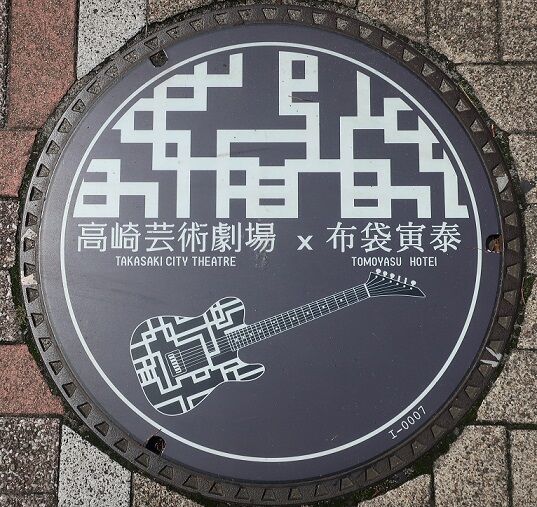 高崎芸術劇場 x 布袋寅泰
TAKASAKI CITY THEATRE TOMOYASU HOTEI
I-0007